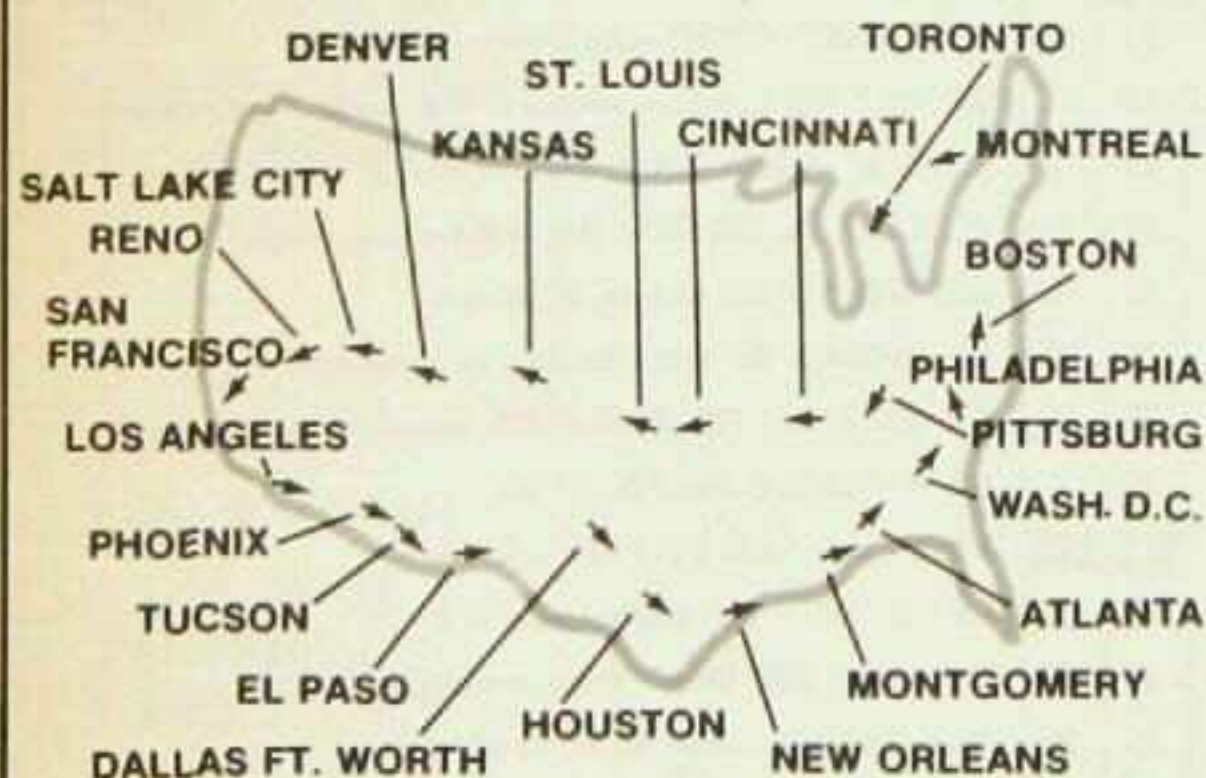 TORONTO
DENVER
ST. LOUIS
CINCINNATI
KANSAS
MONTREAL
SALT LAKE CITY
RENO
BOSTON
SAN
FRANCISCO
PHILADELPHIA
LOS ANGELES
PITTSBURG
WASH. D.C.
PHOENIX
TUCSON
ATLANTA
EL PASO
MONTGOMERY
HOUSTON
DALLAS FT. WORTH
NEW ORLEANS